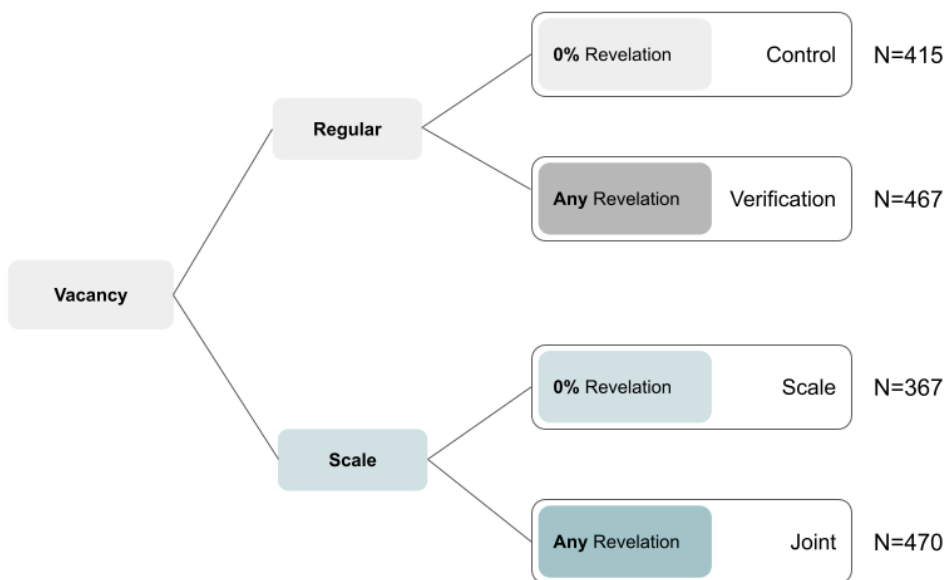 0% Revelation Control N=415
Regular
Any Revelation Verification N=467
Vacancy
0% Revelation Scale N=367
Scale
Any Revelation Joint N=470